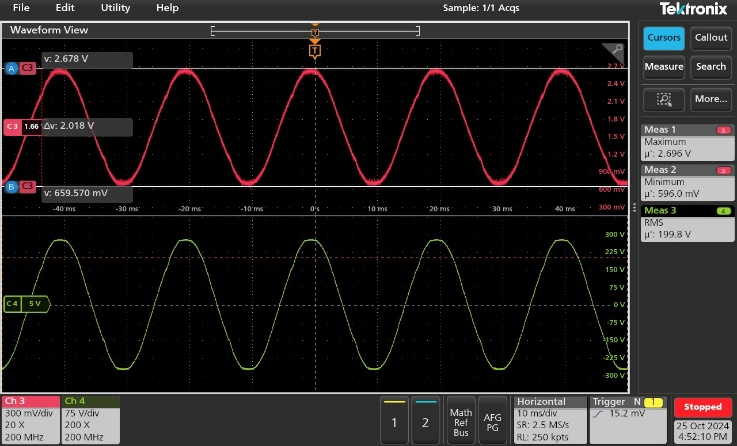 File Edit Utility Help Sample: 1/1 Acqs Tektronix
Waveform View
Cursors Callout
Measure Search
More...
T
T
v: 2.678 V
A C3
C 3 1.66 Δv: 2.018 V
B C3
v: 659.570 mV
2.7 V
2.4 V
2.1 V
1.8 V
1.5 V
1.2 V
900 mV
600 mV
300 mV
-40 ms -30 ms -20 ms -10 ms 0 s 10 ms 20 ms 30 ms 40 ms
Meas 1 3
Maximum
µ': 2.696 V
Meas 2 3
Minimum
µ': 596.0 mV
Meas 3 4
RMS
µ': 199.8 V
300 V
225 V
150 V
75 V
0 V
-75 V
-150 V
-225 V
-300 V
C 4 5 V
Ch 3
300 mV/div
20 X
200 MHz
Ch 4
75 V/div
200 X
200 MHz
1
2
Math
Ref
Bus
AFG
PG
Horizontal
10 ms/div
SR: 2.5 MS/s
RL: 250 kpts
Trigger N 1
15.2 mV
Stopped
25 Oct 2024
4:52:10 PM